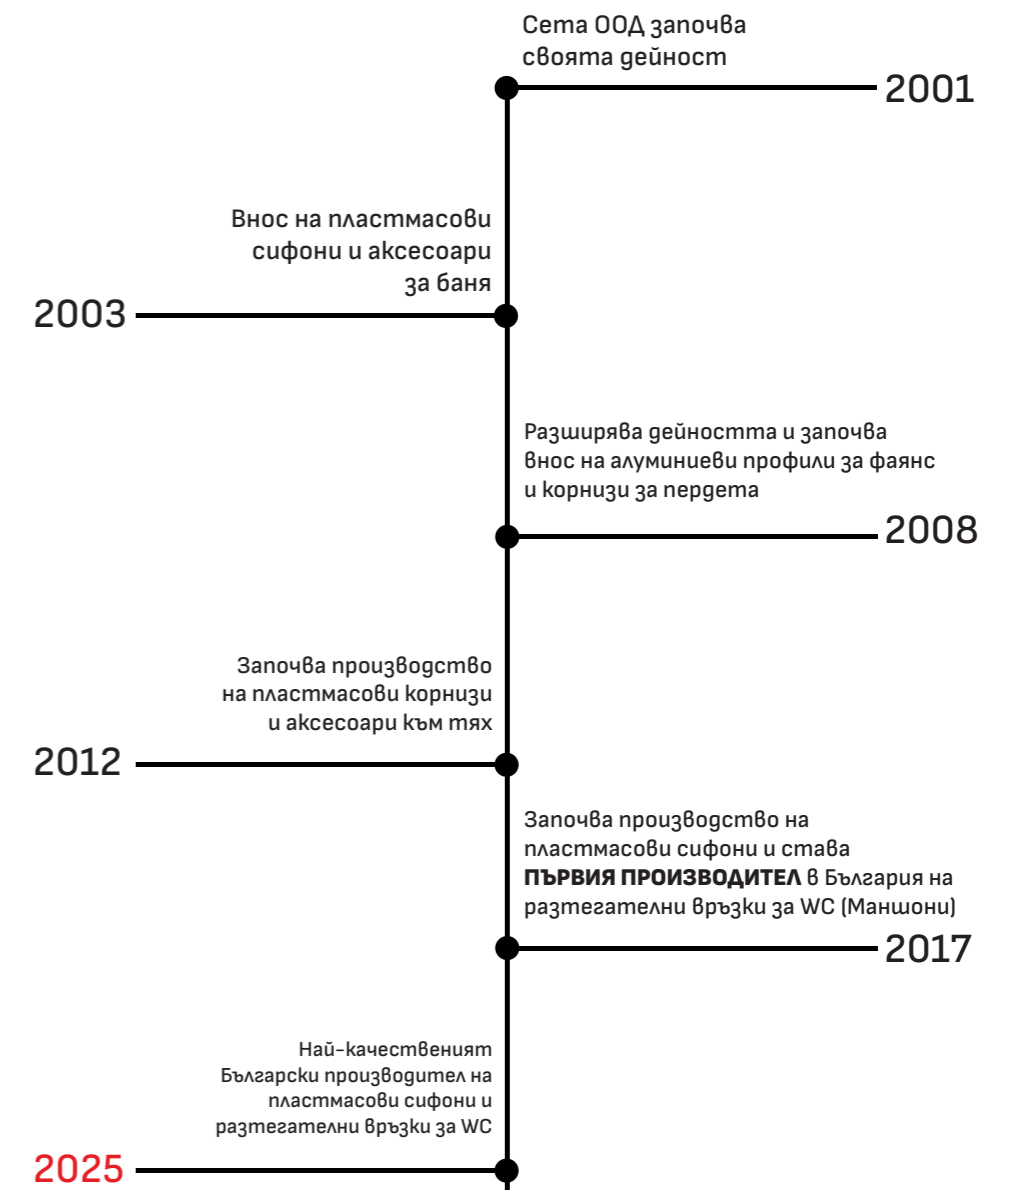 Сета ООД започва
своята дейност
2001
Внос на пластмасови
сифони и аксесоари
за баня
2003
Разширява дейността и започва
внос на алуминиеви профили за фаянс
и корнизи за пердета
2008
Започва производство
на пластмасови корнизи
и аксесоари към тях
2012
Започва производство на
пластмасови сифони и става
ПЪРВИЯ ПРОИЗВОДИТЕЛ в България на
разтегателни връзки за WC (Маншони)
2017
Най-качественият
Български производител на
пластмасови сифони и
разтегателни връзки за WC
2025